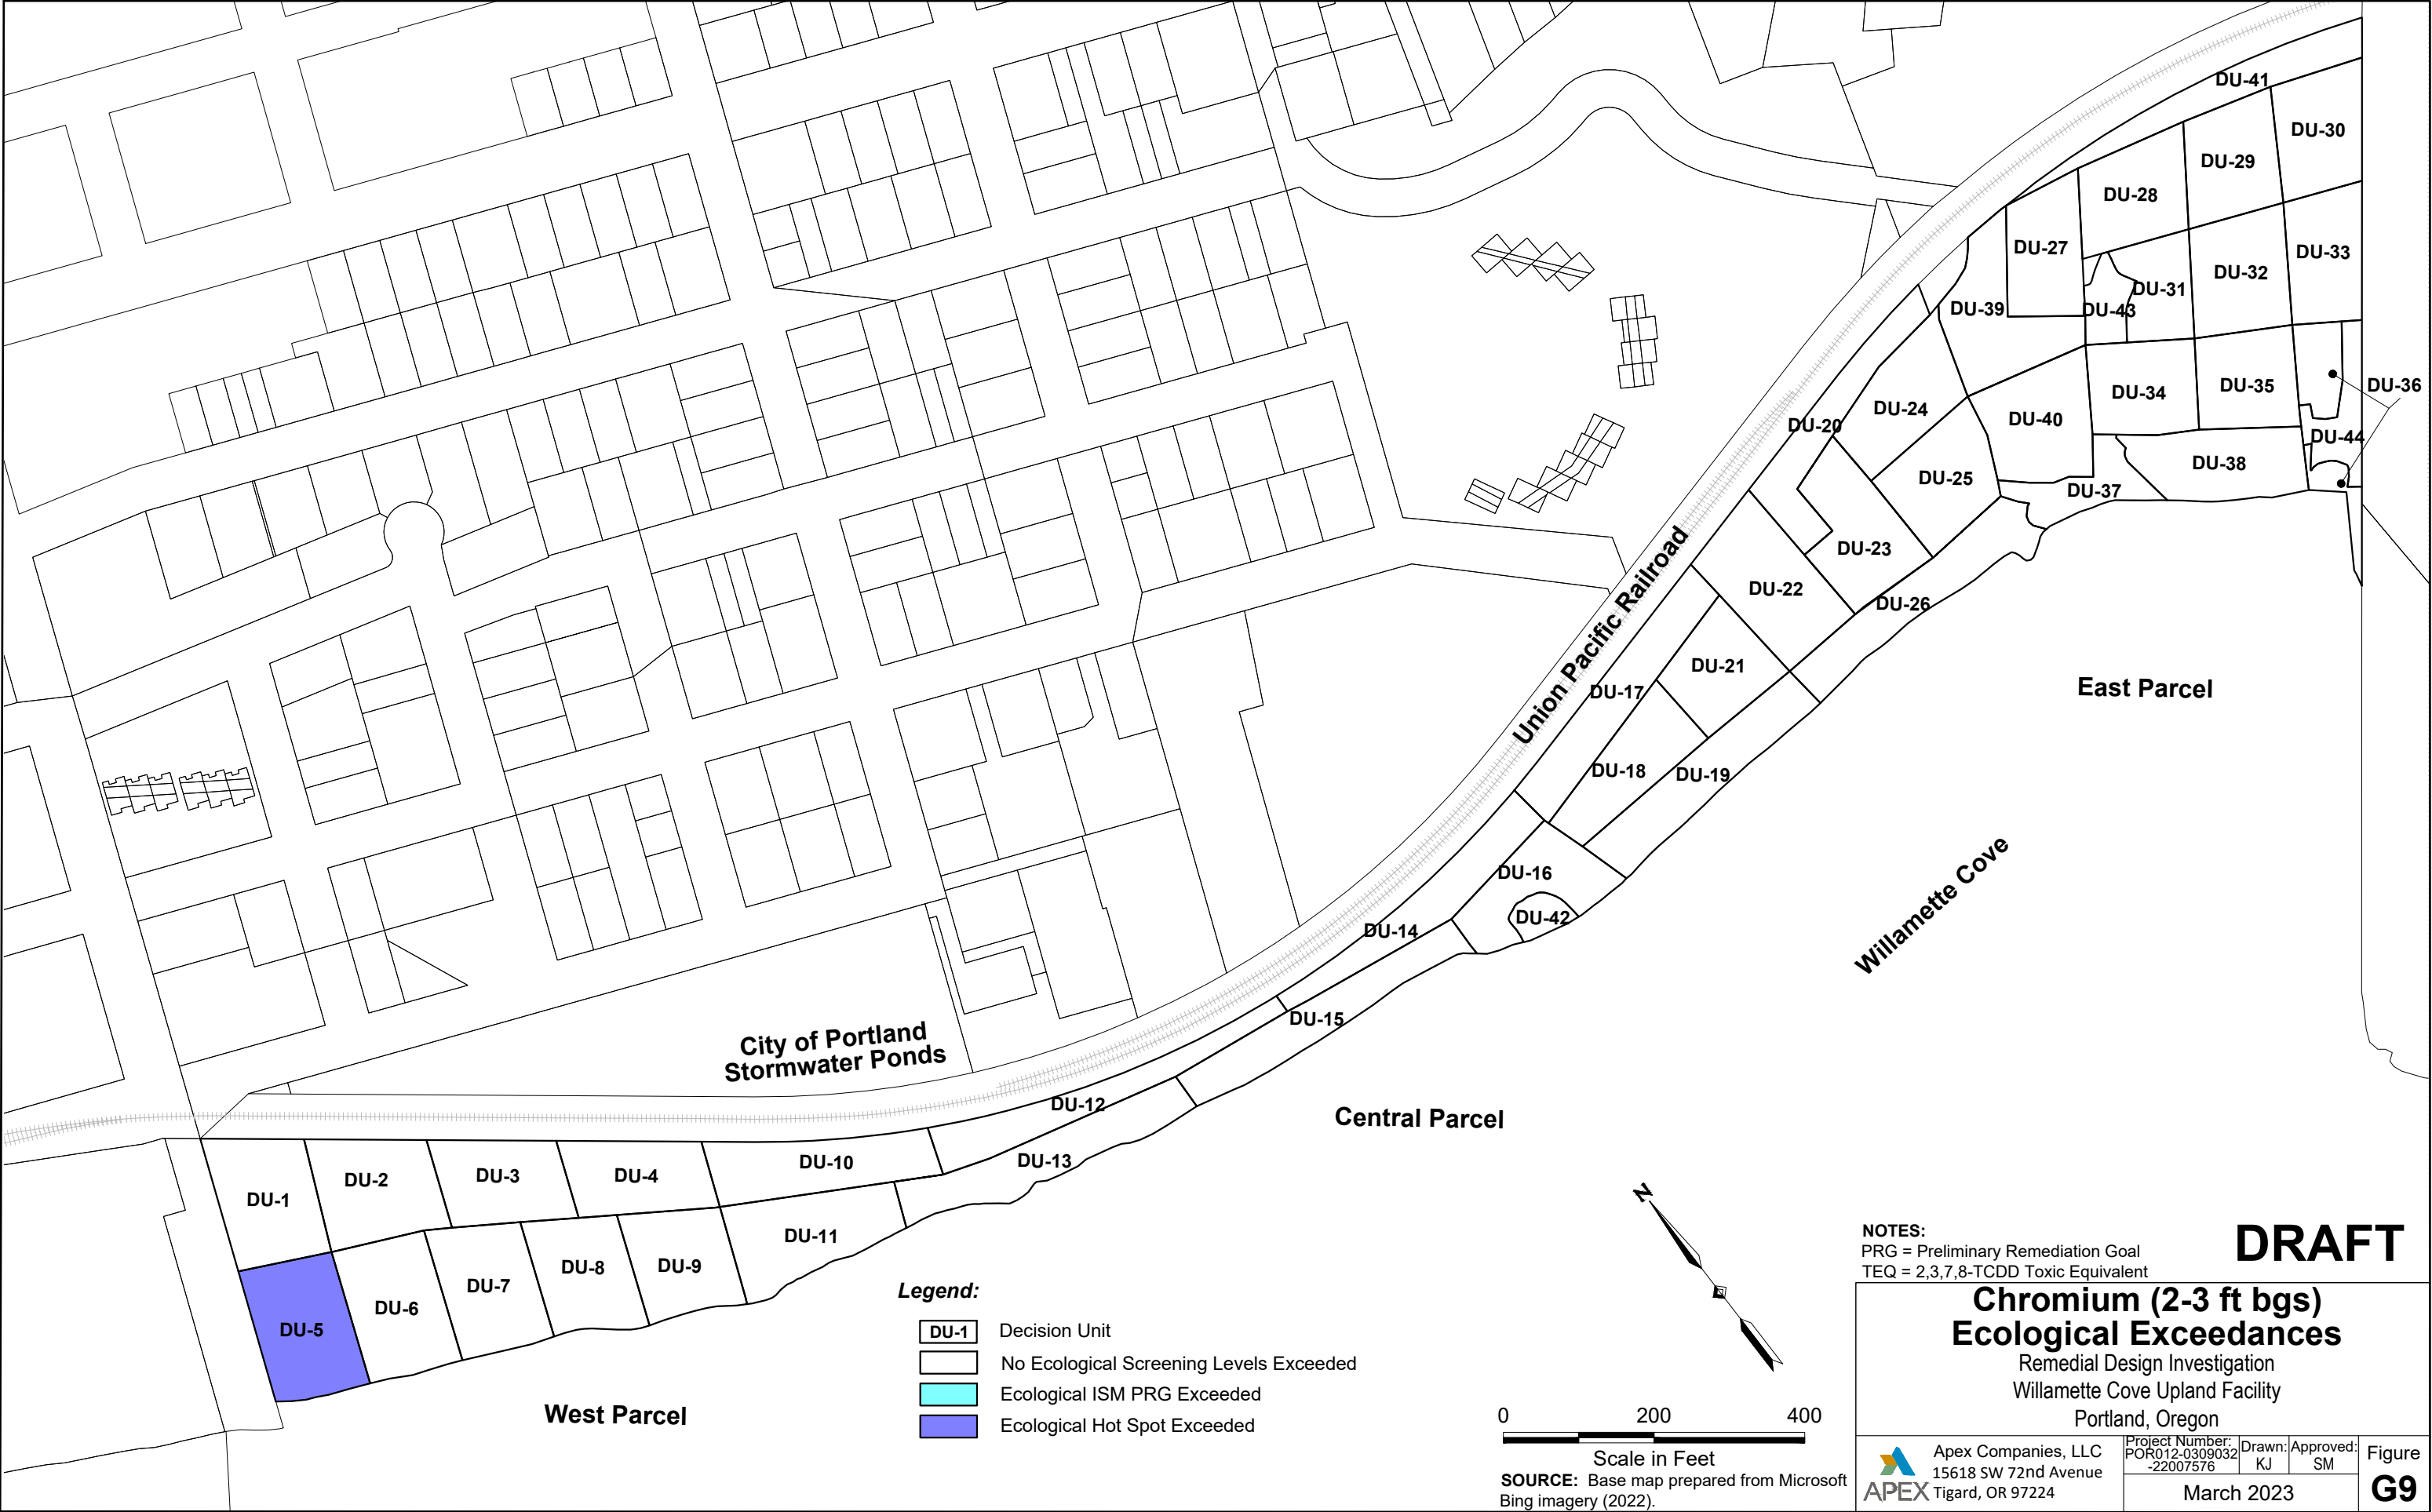 DU-41
DU-30
DU-29
DU-28
DU-27
DU-33
DU-32
DU-31
DU-43
DU-39
DU-36
DU-35
DU-34
DU-24
DU-40
DU-20
DU-44
DU-38
DU-25
DU-37
DU-23
DU-22
DU-26
Union Pacific Railroad
DU-21
DU-17
East Parcel
DU-18
DU-19
DU-16
DU-42
DU-14
Willamette Cove
DU-15
City of Portland
Stormwater Ponds
DU-12
Central Parcel
DU-13
DU-10
DU-4
DU-3
DU-2
DU-1
DU-11
DU-9
DU-8
DU-7
DU-6
DU-5
West Parcel
Legend:
DU-1 Decision Unit
No Ecological Screening Levels Exceeded
Ecological ISM PRG Exceeded
Ecological Hot Spot Exceeded
N
0 200 400
Scale in Feet
SOURCE: Base map prepared from Microsoft
Bing imagery (2022).
NOTES:
PRG = Preliminary Remediation Goal
TEQ = 2,3,7,8-TCDD Toxic Equivalent
DRAFT
Chromium (2-3 ft bgs)
Ecological Exceedances
Remedial Design Investigation
Willamette Cove Upland Facility
Portland, Oregon
APEX
Apex Companies, LLC
15618 SW 72nd Avenue
Tigard, OR 97224
Project Number:
POR012-0309032
-22007576
Drawn:
KJ
Approved:
SM
March 2023
Figure
G9